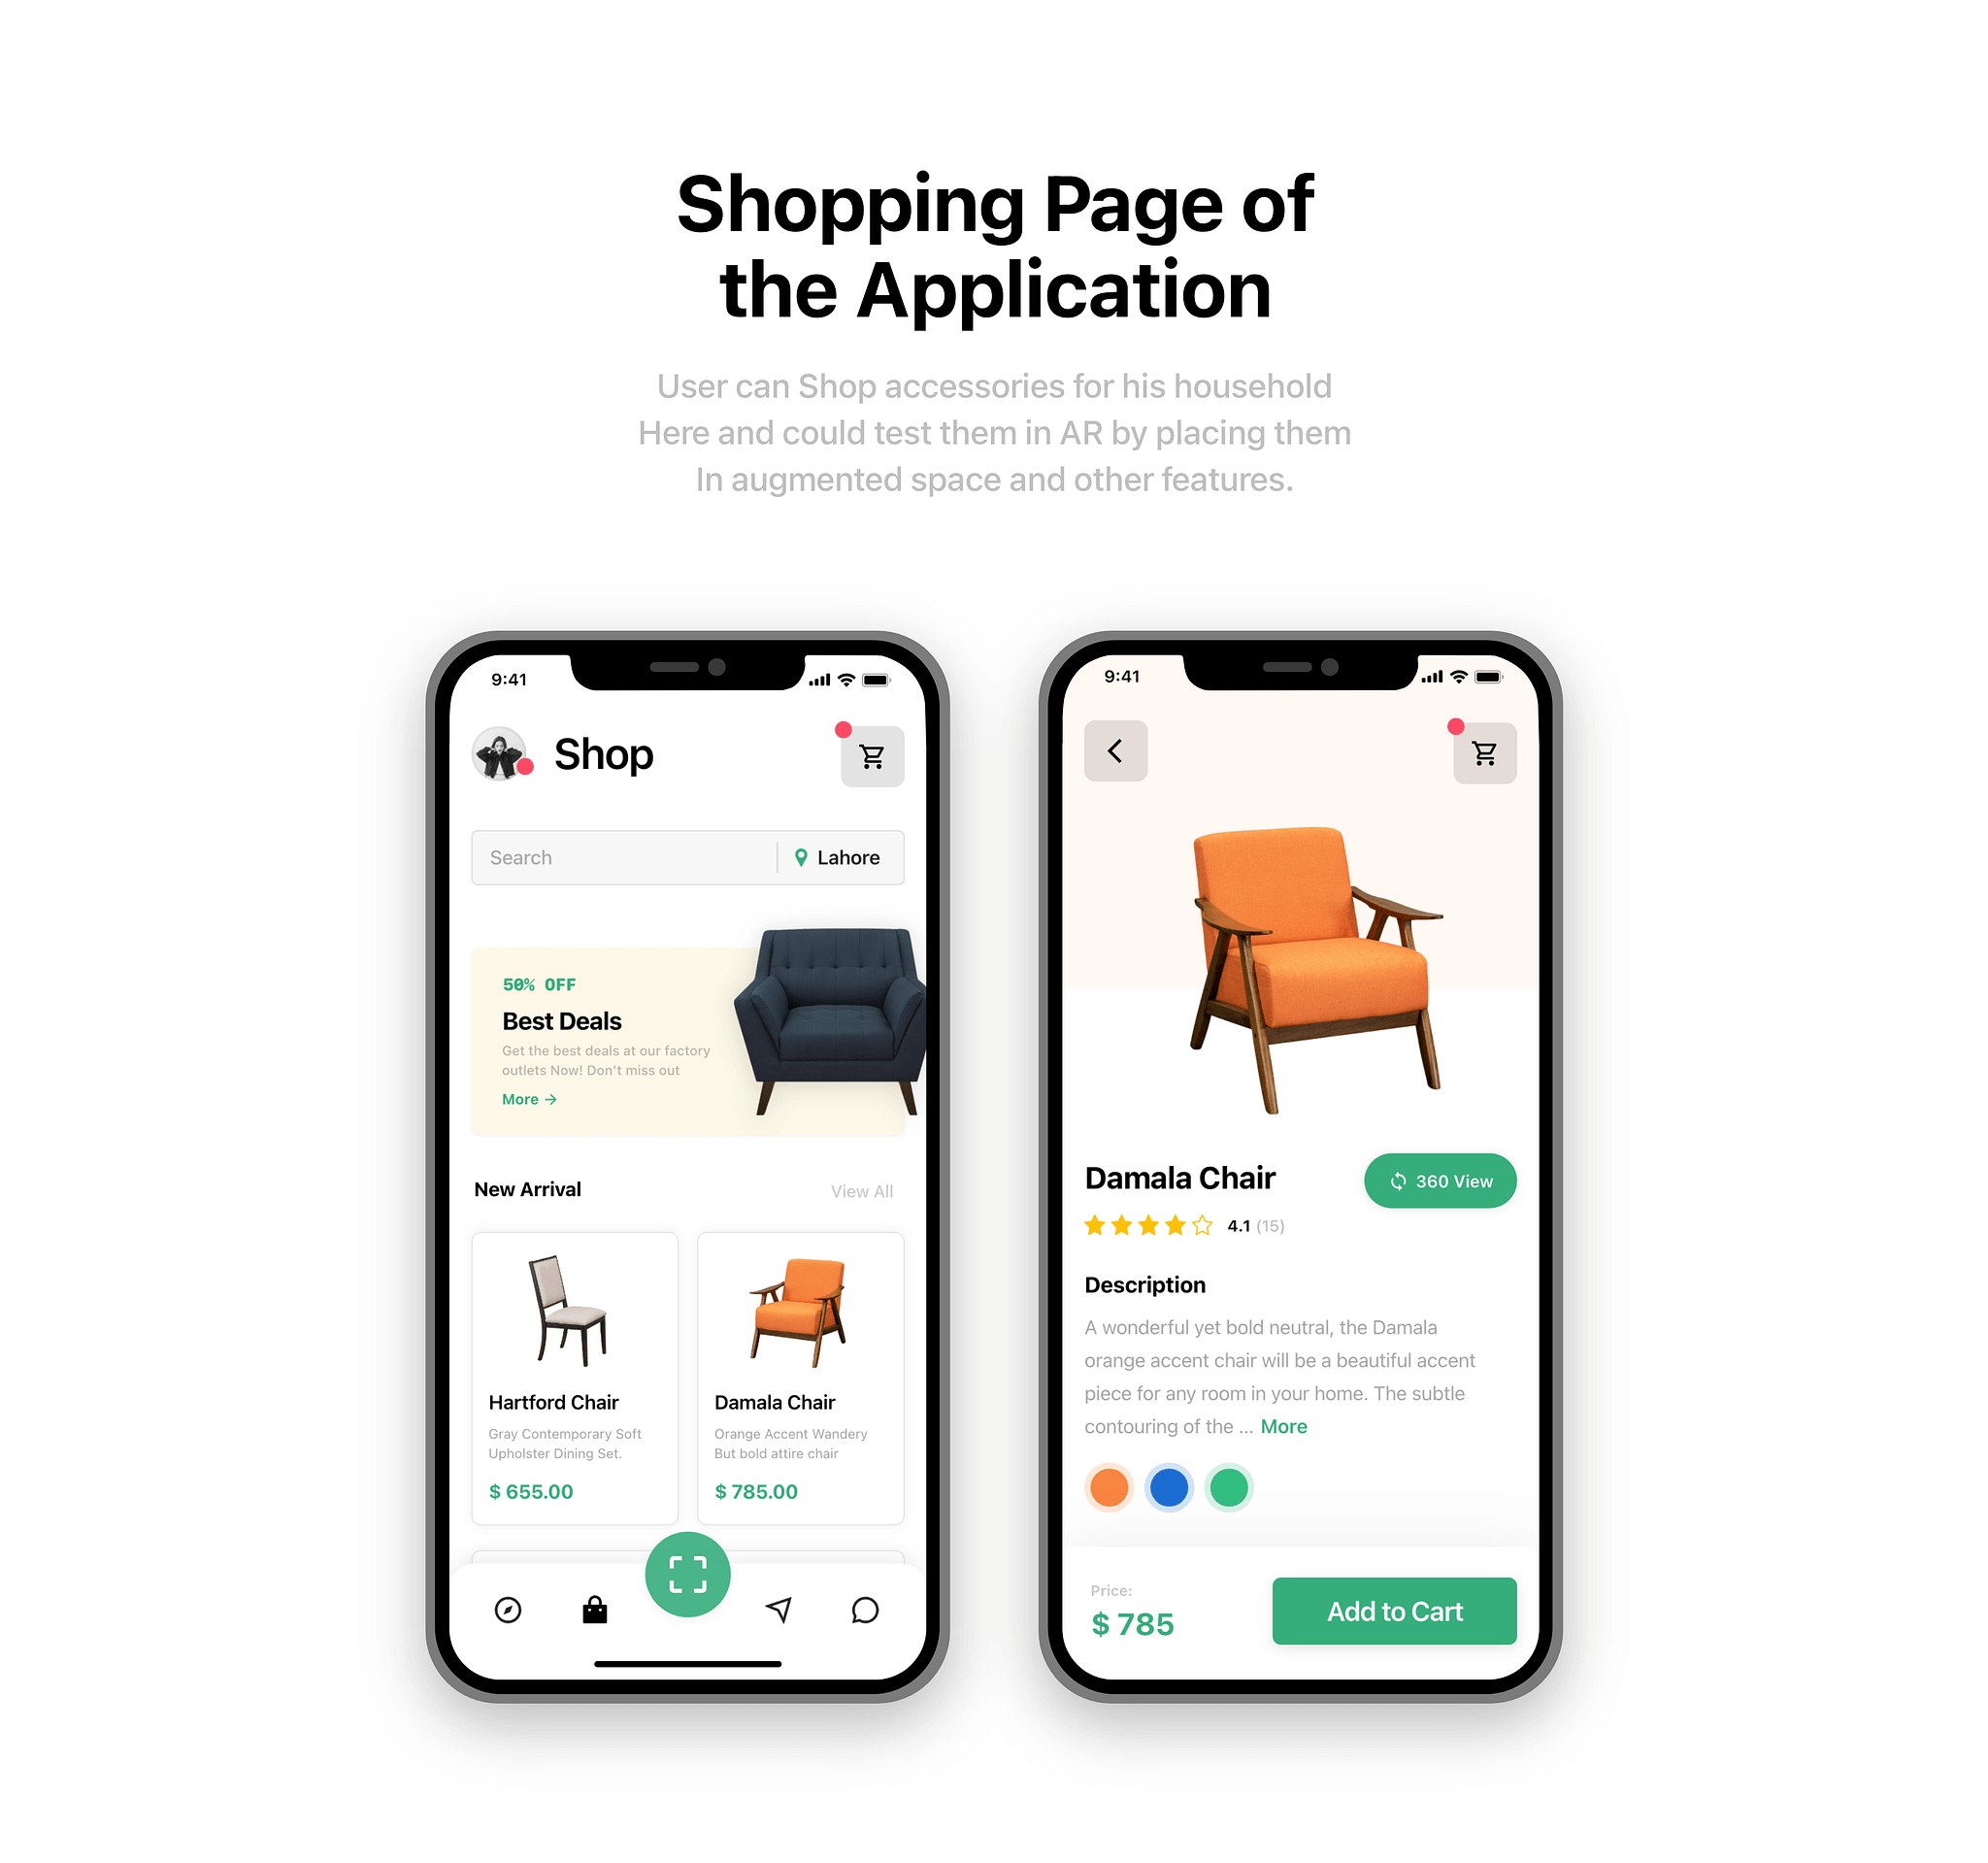 Shopping Page of
the Application
User can Shop accessories for his household
Here and could test them in AR by placing them
In augmented space and other features.
9:41
Shop
Search
Lahore
50% OFF
Best Deals
Get the best deals at our factory
outlets Now! Don't miss out
More →
New Arrival
View All
Hartford Chair
Gray Contemporary Soft
Upholster Dining Set.
$ 655.00
Damala Chair
Orange Accent Wandery
But bold attire chair
$ 785.00
9:41
Damala Chair
360 View
4.1 (15)
Description
A wonderful yet bold neutral, the Damala
orange accent chair will be a beautiful accent
piece for any room in your home. The subtle
contouring of the ... More
Price:
$ 785
Add to Cart